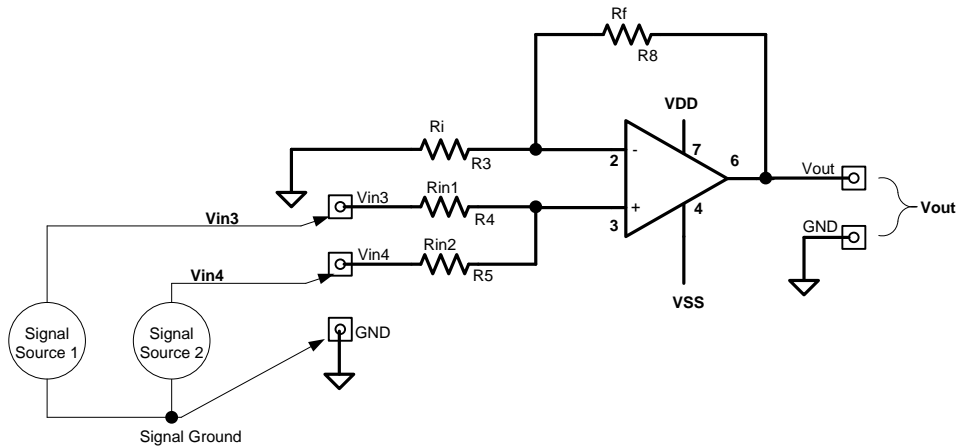 Rf
R8
VDD
Ri
R3
2
-
7
6
Vout
Vin3
Vin3
Rin1
R4
3
+
4
GND
Vout
Vin4
Vin4
Rin2
R5
VSS
Signal
Source 1
Signal
Source 2
GND
Signal Ground